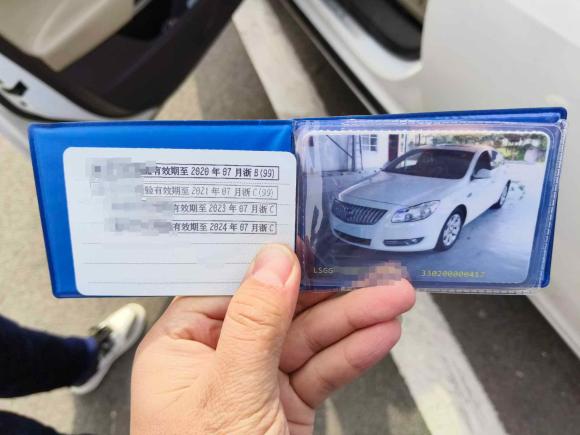 有效期至 2020 年 07 月浙 B(99)
验有效期至 2021 年 07 月浙 C(99)
有效期至 2023 年 07 月浙 C
有效期至 2024 年 07 月浙 C
LSGG 330200000417